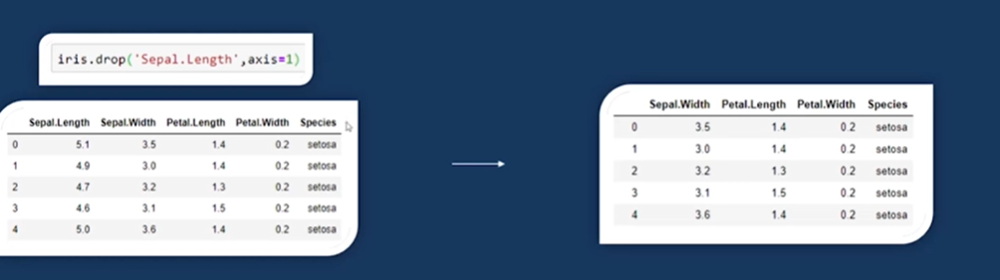 iris.drop('Sepal.Length',axis=1)
Sepal.Length Sepal.Width Petal.Length Petal.Width Species
0 5.1 3.5 1.4 0.2 setosa
1 4.9 3.0 1.4 0.2 setosa
2 4.7 3.2 1.3 0.2 setosa
3 4.6 3.1 1.5 0.2 setosa
4 5.0 3.6 1.4 0.2 setosa
Sepal.Width Petal.Length Petal.Width Species
0 3.5 1.4 0.2 setosa
1 3.0 1.4 0.2 setosa
2 3.2 1.3 0.2 setosa
3 3.1 1.5 0.2 setosa
4 3.6 1.4 0.2 setosa